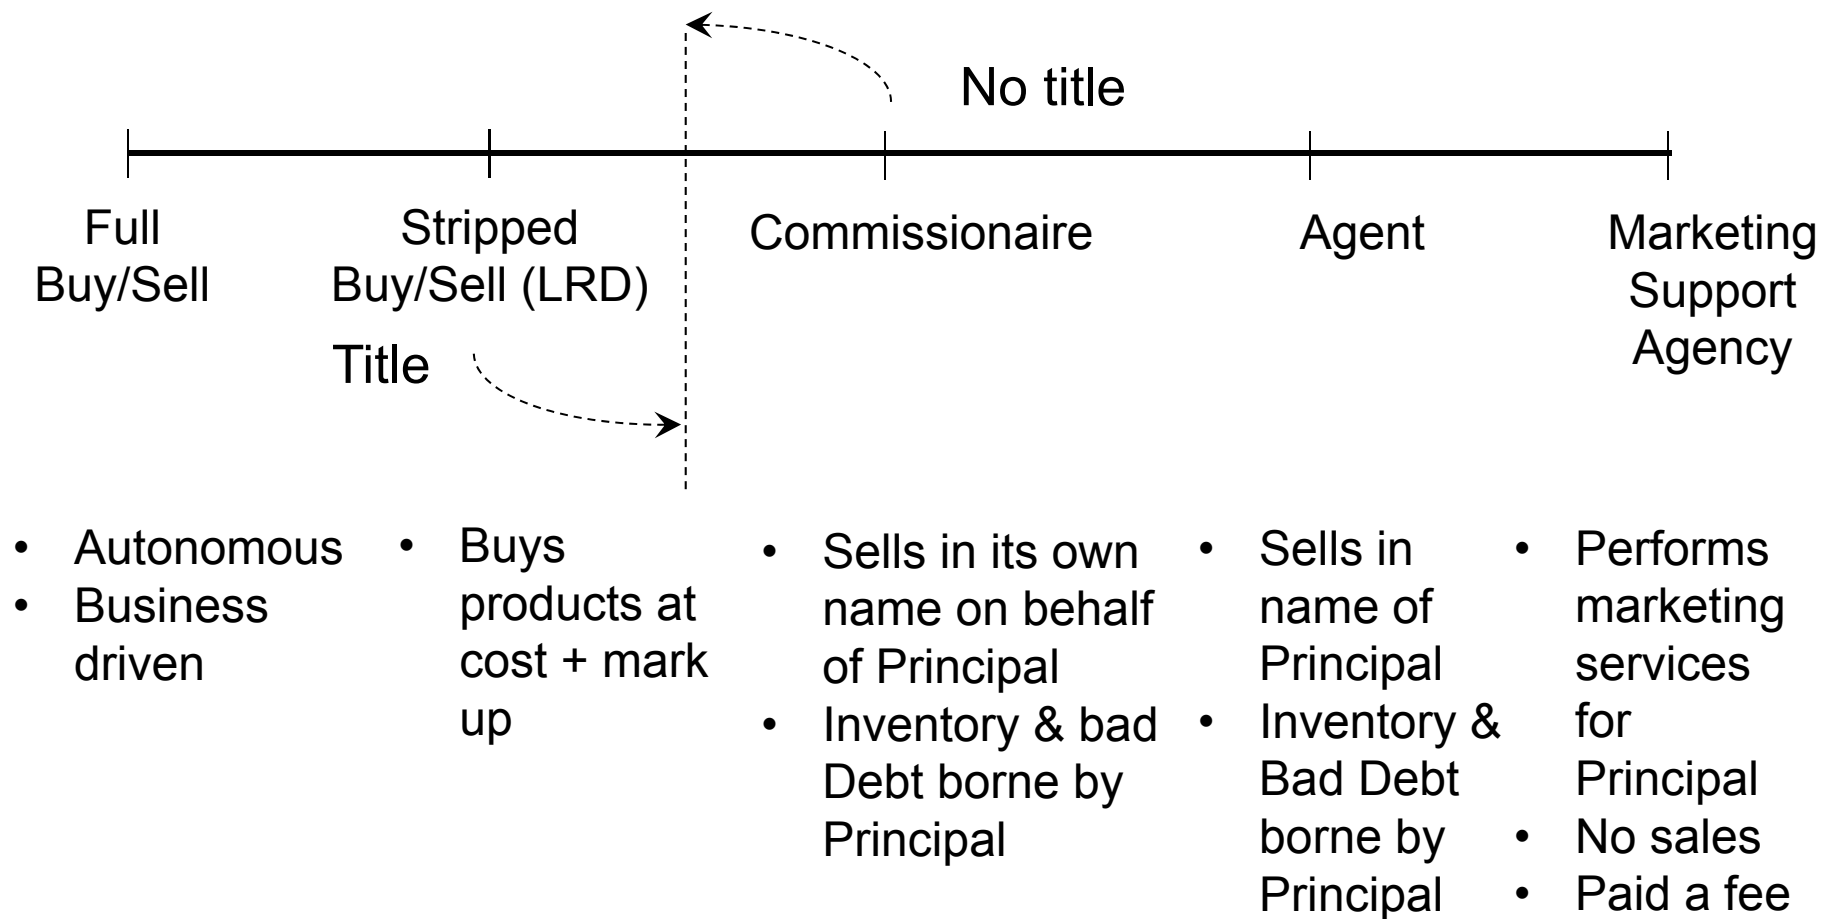 No title
Full
Buy/Sell
Stripped
Buy/Sell (LRD)
Commissionaire
Agent
Marketing
Support
Agency
Title
• Autonomous
• Business
driven
• Buys
products at
cost + mark
up
• Sells in its own
name on behalf
of Principal
• Inventory & bad
Debt borne by
Principal
• Sells in
name of
Principal
• Inventory &
Bad Debt
borne by
Principal
• Performs
marketing
services
for
Principal
• No sales
• Paid a fee